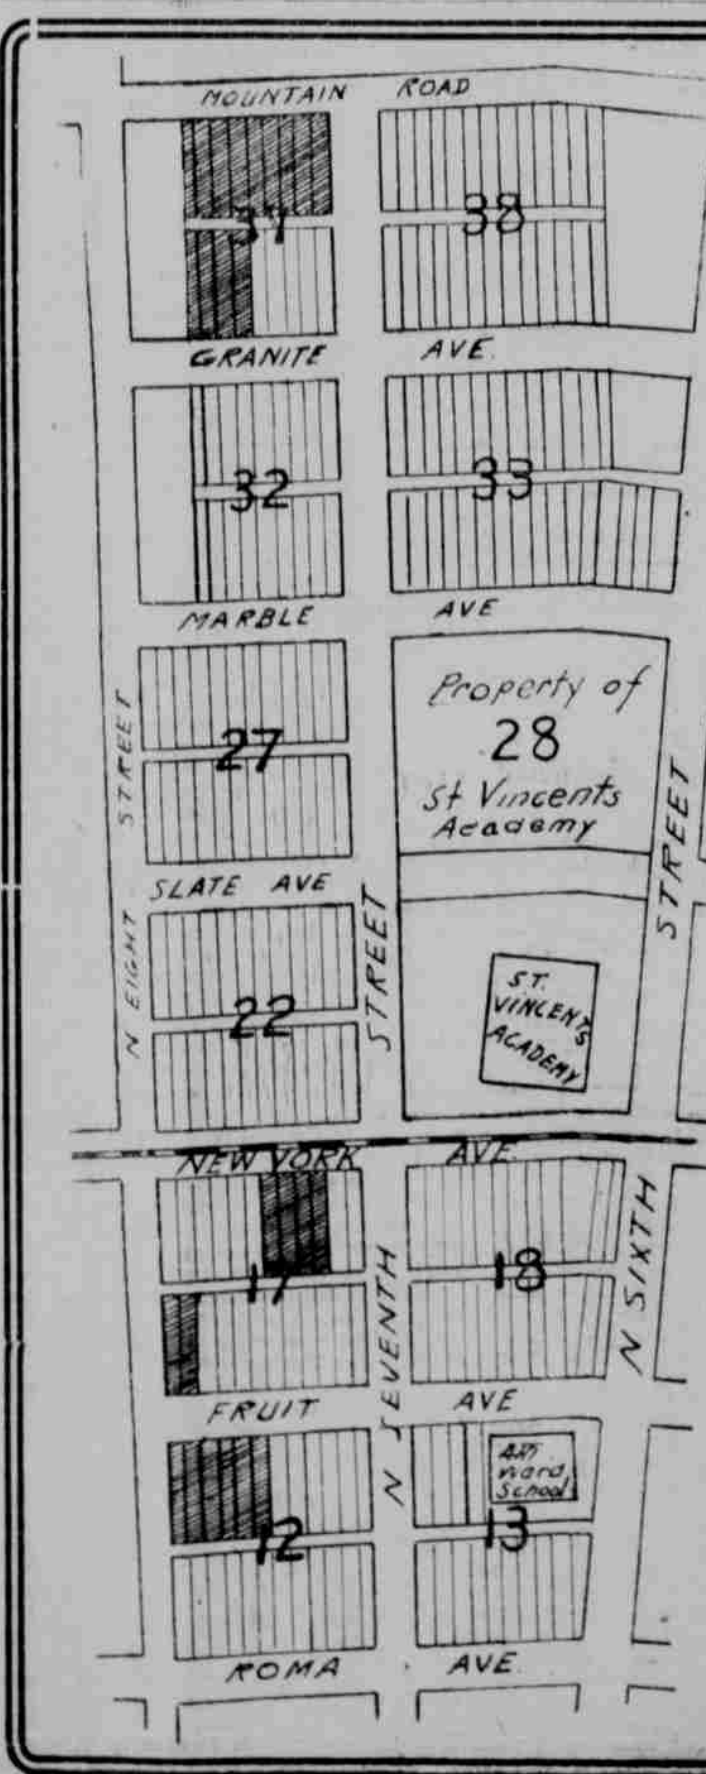 MOUNTAIN ROAD
37
38
GRANITE AVE.
32
33
MARBLE AVE
27
Property of
28
St Vincents
Academy
N EIGHT STREET
SLATE AVE
STREET
STREET
22
ST.
VINCENTS
ACADEMY
NEW YORK AVE.
17
18
N SEVENTH
N SIXTH
FRUIT AVE
ward
School
12
13
ROMA AVE.